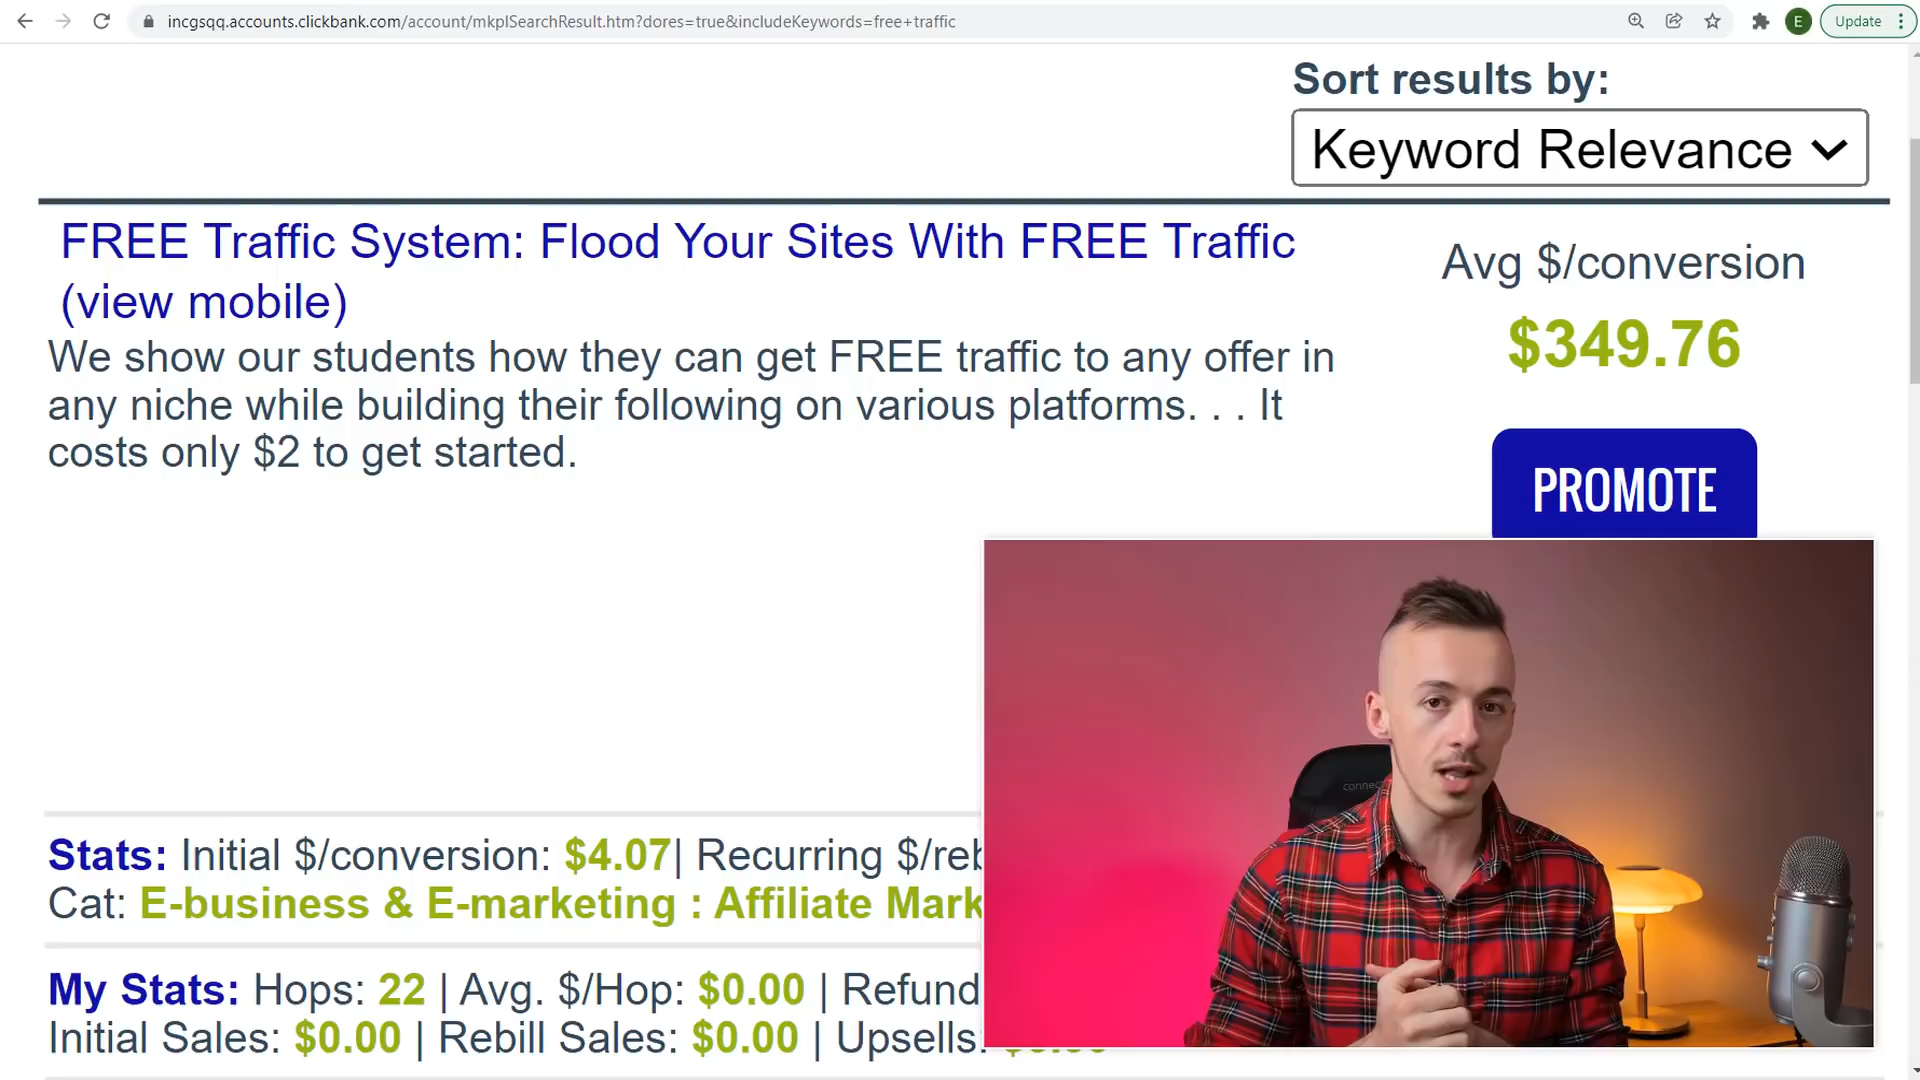 incgsqq.accounts.clickbank.com/account/mkplSearchResult.htm?dores=true&includeKeywords=free+traffic
E
Update
Sort results by:
Keyword Relevance
FREE Traffic System: Flood Your Sites With FREE Traffic
(view mobile)
We show our students how they can get FREE traffic to any offer in
any niche while building their following on various platforms. . . It
costs only $2 to get started.
Avg $/conversion
$349.76
PROMOTE
connec
Stats: Initial $/conversion: $4.07| Recurring $/reb
Cat: E-business & E-marketing : Affiliate Mark
My Stats: Hops: 22 | Avg. $/Hop: $0.00 | Refund
Initial Sales: $0.00 | Rebill Sales: $0.00 | Upsells: